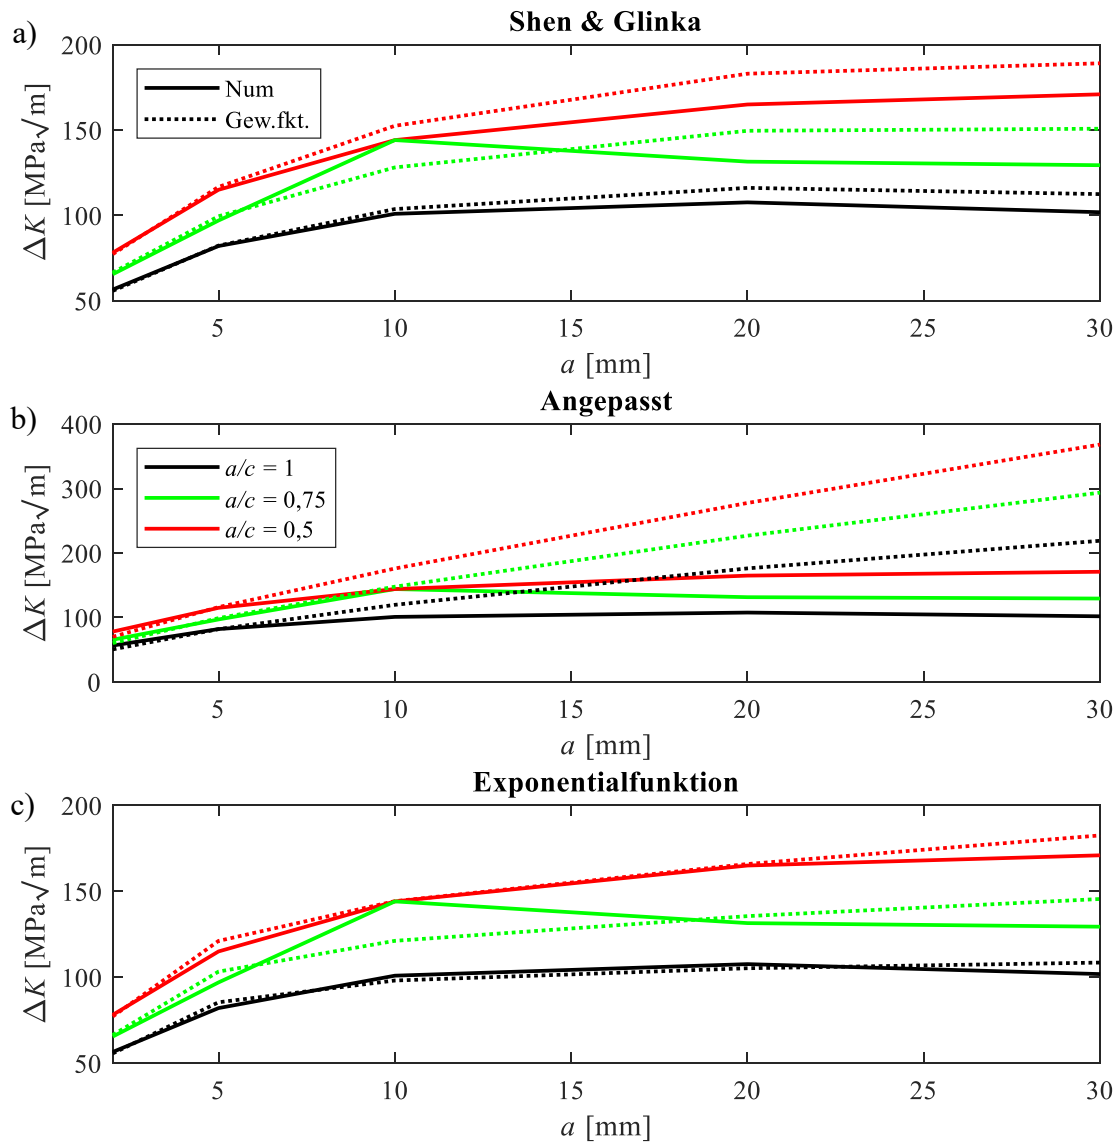 a)
Shen & Glinka
200
150
100
50
ΔK [MPa√m]
Num
Gew.fkt.
5 10 15 20 25 30
a [mm]
b)
Angepasst
400
300
200
100
0
ΔK [MPa√m]
a/c = 1
a/c = 0,75
a/c = 0,5
5 10 15 20 25 30
a [mm]
c)
Exponentialfunktion
200
150
100
50
ΔK [MPa√m]
5 10 15 20 25 30
a [mm]